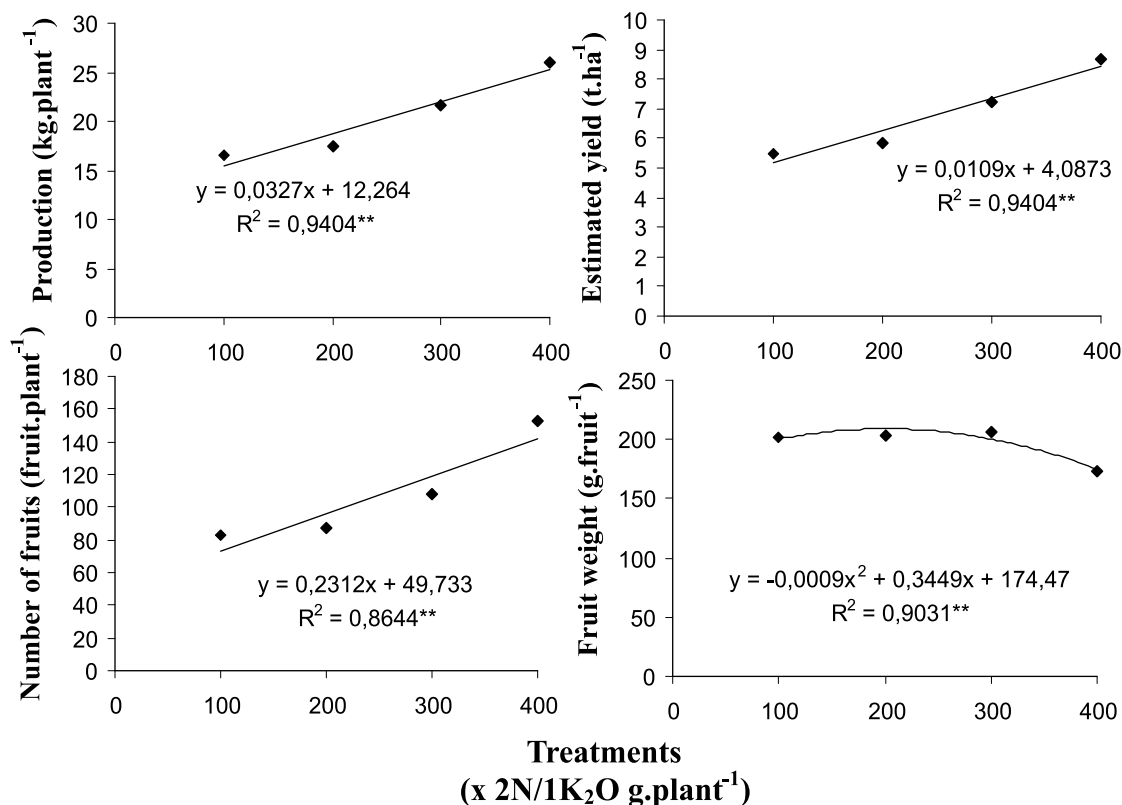 Production (kg.plant⁻¹)
30
25
20
15
10
5
0
y = 0,0327x + 12,264
R² = 0,9404**
0 100 200 300 400
Estimated yield (t.ha⁻¹)
10
9
8
7
6
5
4
3
2
1
0
y = 0,0109x + 4,0873
R² = 0,9404**
0 100 200 300 400
Number of fruits (fruit.plant⁻¹)
180
160
140
120
100
80
60
40
20
0
y = 0,2312x + 49,733
R² = 0,8644**
0 100 200 300 400
Fruit weight (g.fruit⁻¹)
250
200
150
100
50
0
y = -0,0009x² + 0,3449x + 174,47
R² = 0,9031**
0 100 200 300 400
Treatments
(x 2N/1K₂O g.plant⁻¹)